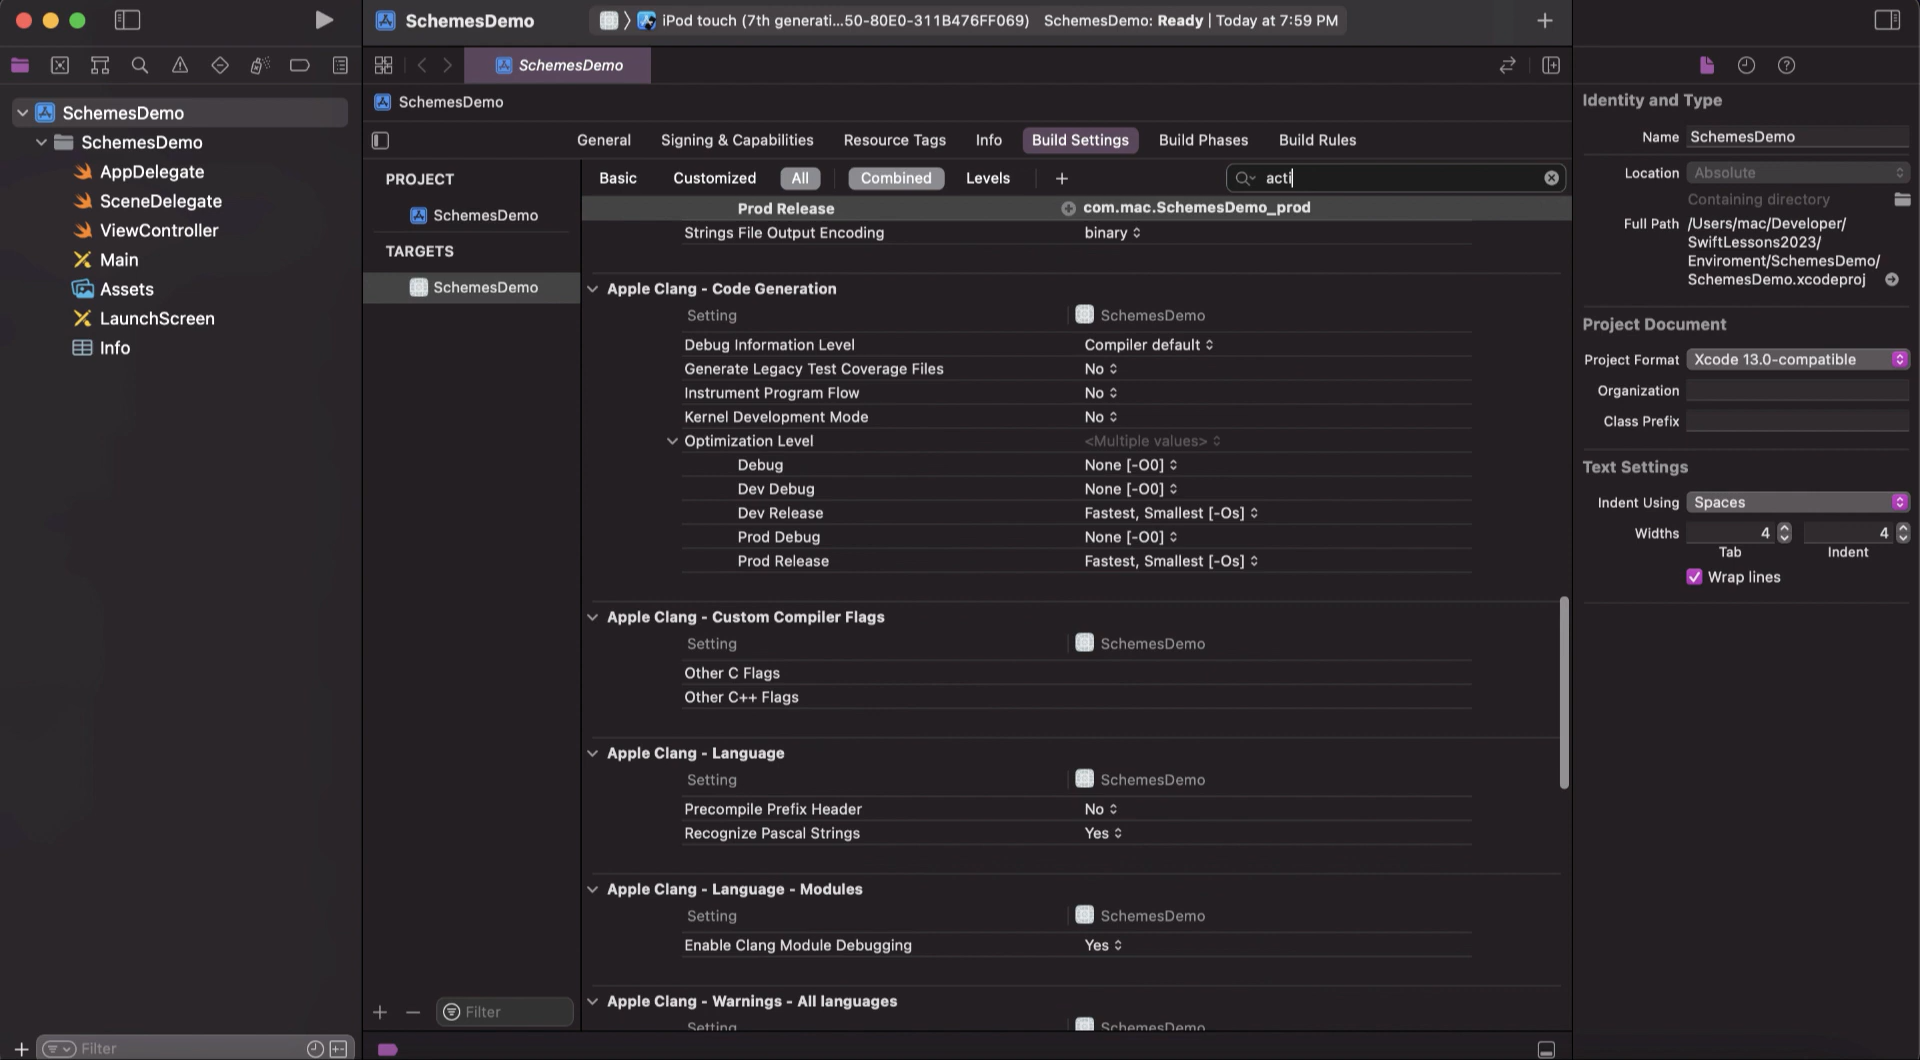 SchemesDemo
iPod touch (7th generati...50-80E0-311B476FF069)
SchemesDemo: Ready | Today at 7:59 PM
SchemesDemo
SchemesDemo
AppDelegate
SceneDelegate
ViewController
Main
Assets
LaunchScreen
Info
Filter
SchemesDemo
SchemesDemo
General
Signing & Capabilities
Resource Tags
Info
Build Settings
Build Phases
Build Rules
PROJECT
SchemesDemo
TARGETS
SchemesDemo
Filter
Basic
Customized
All
Combined
Levels
acti
Prod Release com.mac.SchemesDemo_prod
Strings File Output Encoding binary
Apple Clang - Code Generation
Setting SchemesDemo
Debug Information Level Compiler default
Generate Legacy Test Coverage Files No
Instrument Program Flow No
Kernel Development Mode No
Optimization Level <Multiple values>
Debug None [-O0]
Dev Debug None [-O0]
Dev Release Fastest, Smallest [-Os]
Prod Debug None [-O0]
Prod Release Fastest, Smallest [-Os]
Apple Clang - Custom Compiler Flags
Setting SchemesDemo
Other C Flags
Other C++ Flags
Apple Clang - Language
Setting SchemesDemo
Precompile Prefix Header No
Recognize Pascal Strings Yes
Apple Clang - Language - Modules
Setting SchemesDemo
Enable Clang Module Debugging Yes
Apple Clang - Warnings - All languages
Setting SchemesDemo
Identity and Type
Name SchemesDemo
Location Absolute
Containing directory
Full Path /Users/mac/Developer/
SwiftLessons2023/
Enviroment/SchemesDemo/
SchemesDemo.xcodeproj
Project Document
Project Format Xcode 13.0-compatible
Organization
Class Prefix
Text Settings
Indent Using Spaces
Widths 4 4
Tab Indent
Wrap lines